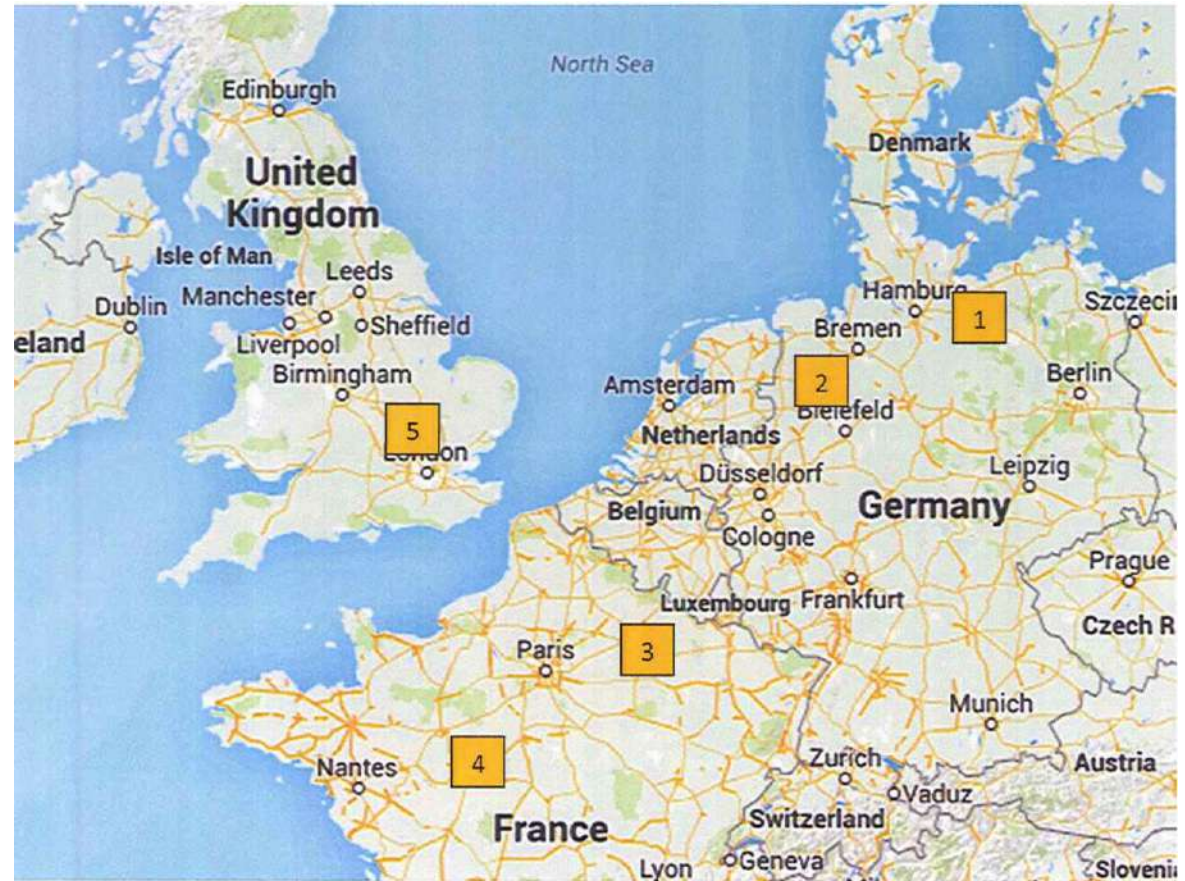 North Sea
Edinburgh
Denmark
United
Kingdom
Isle of Man
Leeds
Hamburg
Dublin
Manchester
Szczecin
1
Sheffield
Bremen
eland
Liverpool
Birmingham
2
Berlin
Amsterdam
Bielefeld
5
Netherlands
London
Düsseldorf
Leipzig
Belgium
Germany
Cologne
Prague
Luxembourg
Frankfurt
Czech R
Paris
3
Munich
4
Zurich
Austria
Nantes
Vaduz
Switzerland
France
Lyon
Geneva
Slovenia